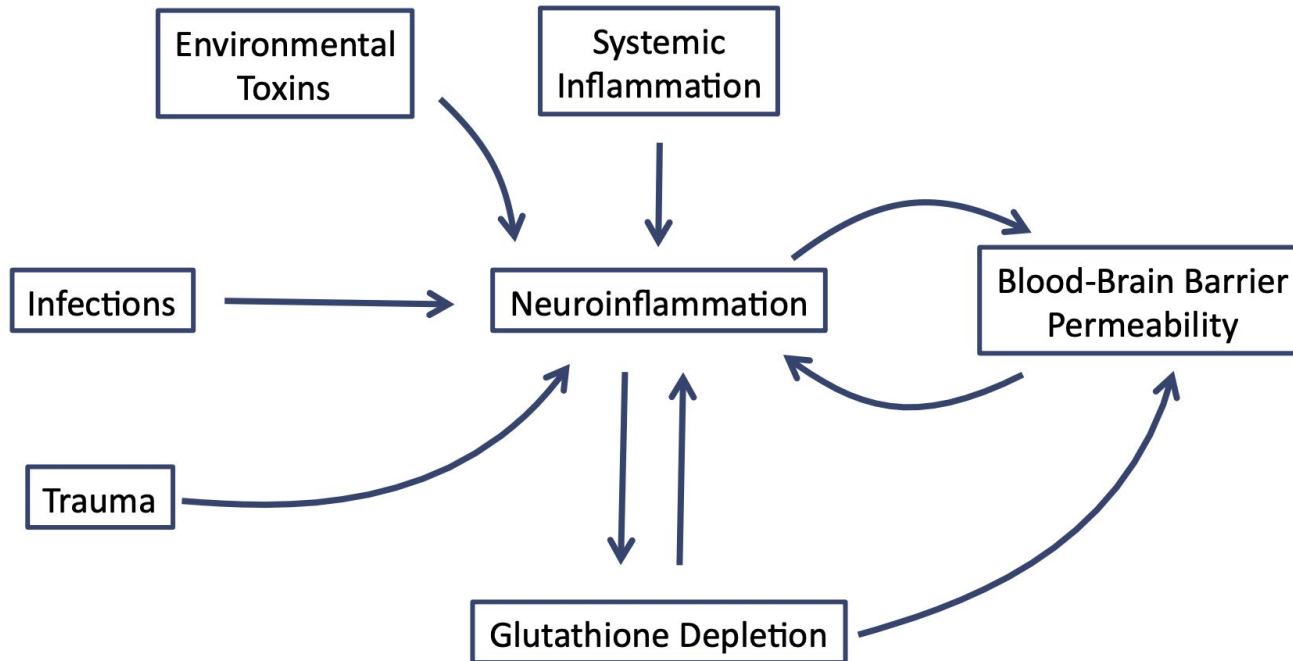 Environmental
Toxins
Systemic
Inflammation
Infections
Neuroinflammation
Blood-Brain Barrier
Permeability
Trauma
Glutathione Depletion